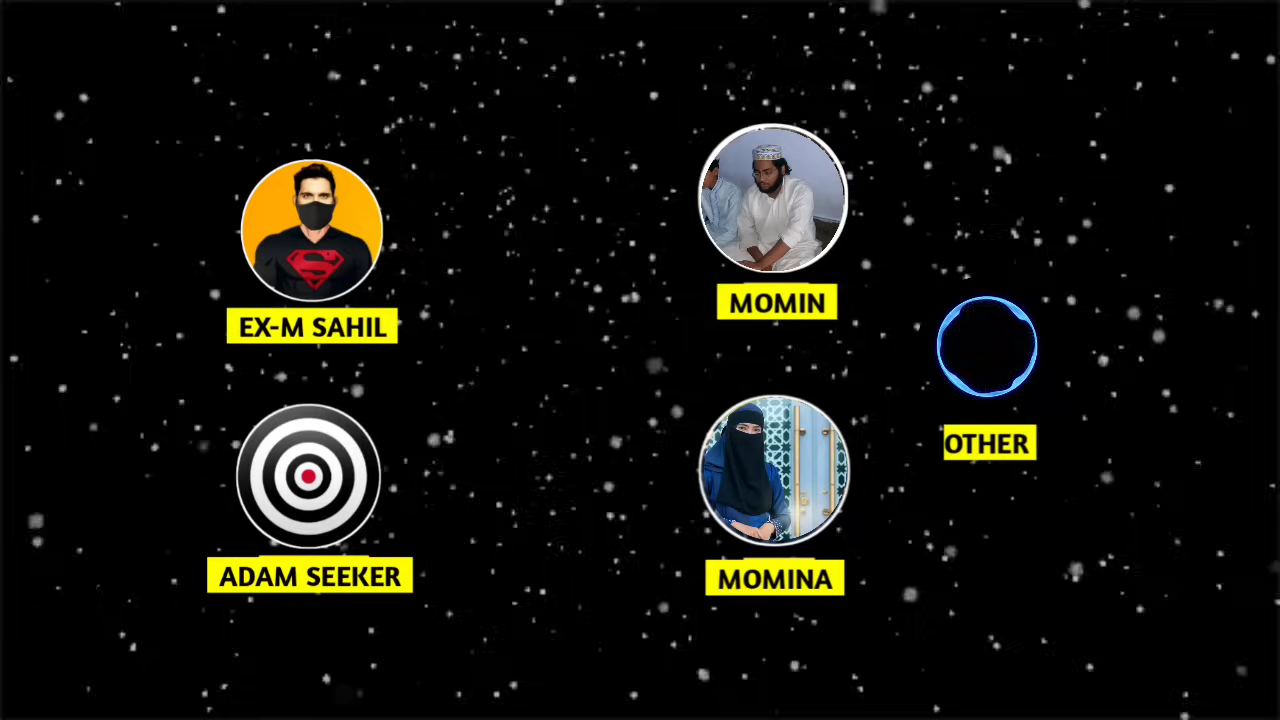 EX-M SAHIL
MOMIN
OTHER
ADAM SEEKER
MOMINA